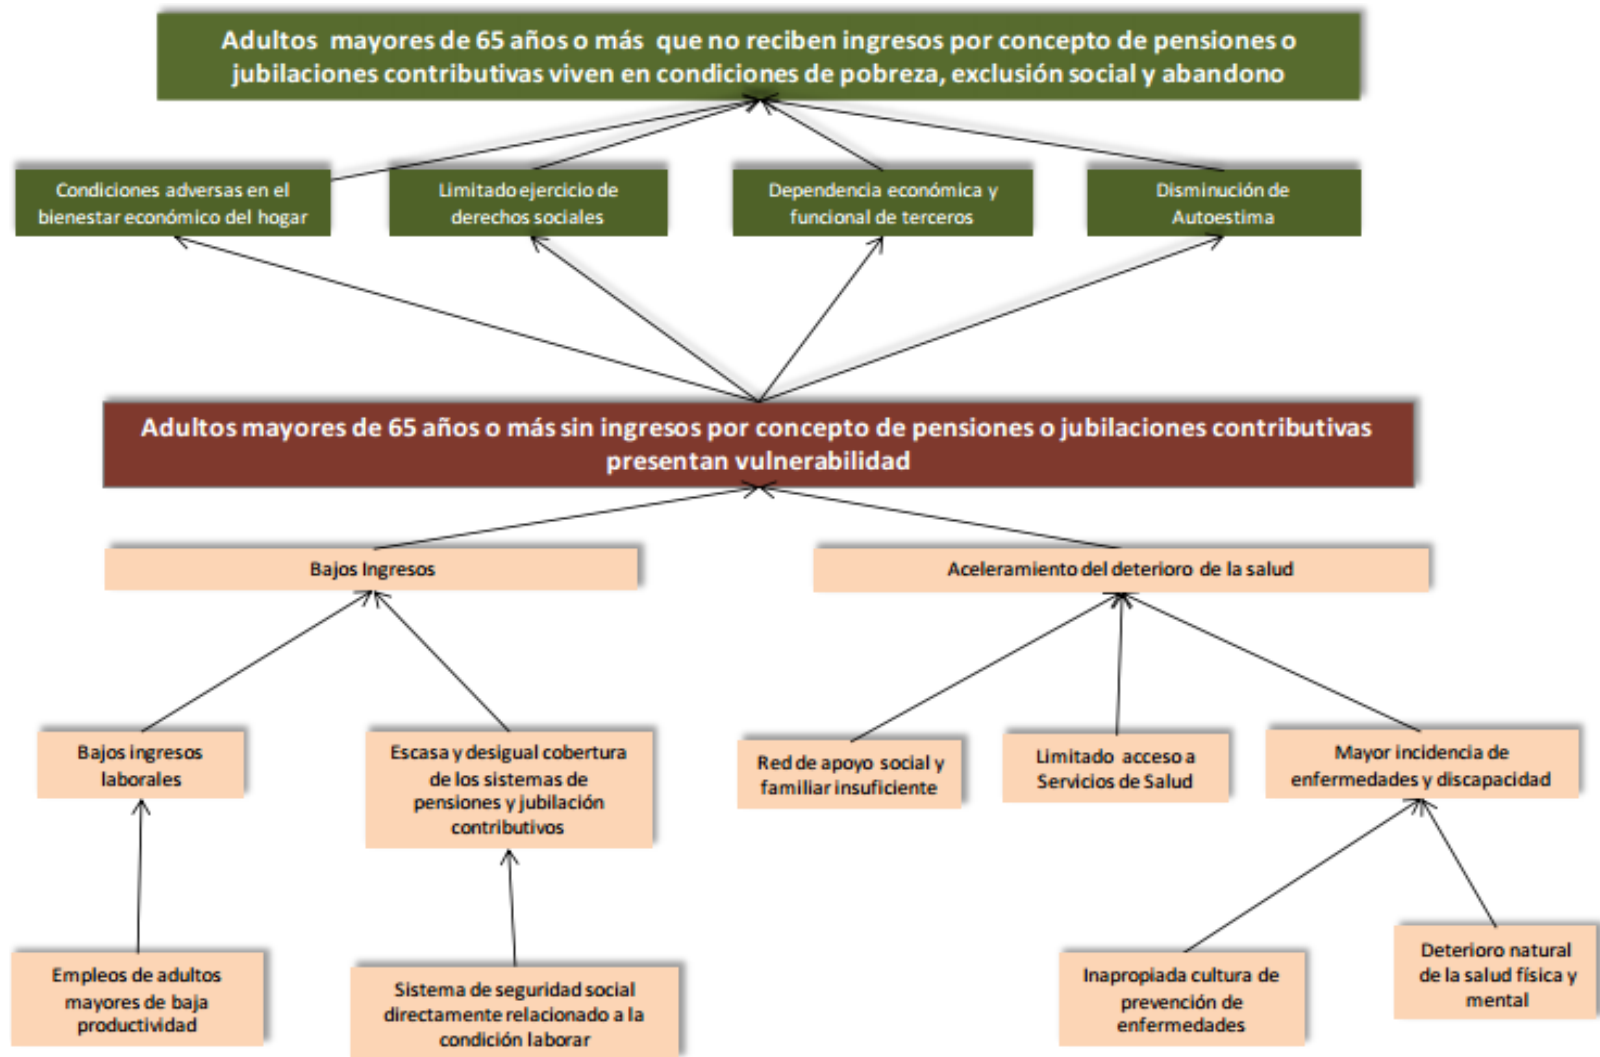 Adultos mayores de 65 años o más que no reciben ingresos por concepto de pensiones o
jubilaciones contributivas viven en condiciones de pobreza, exclusión social y abandono
Condiciones adversas en el
bienestar económico del hogar
Limitado ejercicio de
derechos sociales
Dependencia económica y
funcional de terceros
Disminución de
Autoestima
Adultos mayores de 65 años o más sin ingresos por concepto de pensiones o jubilaciones contributivas
presentan vulnerabilidad
Bajos Ingresos
Aceleramiento del deterioro de la salud
Bajos ingresos
laborales
Escasa y desigual cobertura
de los sistemas de
pensiones y jubilación
contributivos
Red de apoyo social y
familiar insuficiente
Limitado acceso a
Servicios de Salud
Mayor incidencia de
enfermedades y discapacidad
Empleos de adultos
mayores de baja
productividad
Sistema de seguridad social
directamente relacionado a la
condición laborar
Inapropiada cultura de
prevención de
enfermedades
Deterioro natural
de la salud física y
mental